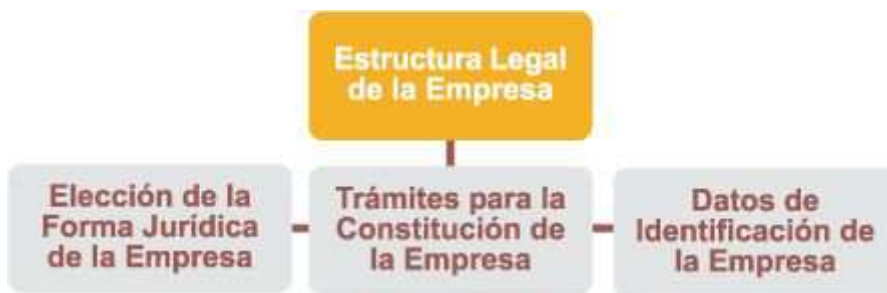 Estructura Legal
de la Empresa
Elección de la
Forma Jurídica
de la Empresa
Trámites para la
Constitución de
la Empresa
Datos de
Identificación de
la Empresa